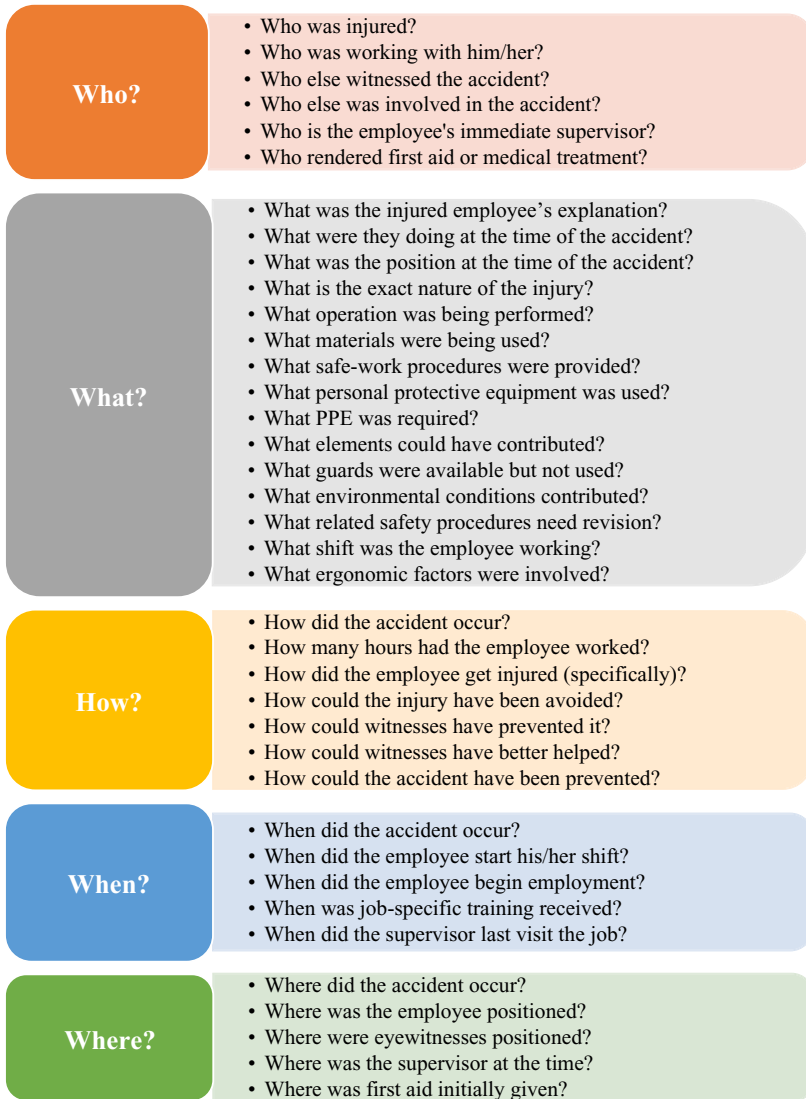 Who?
• Who was injured?
• Who was working with him/her?
• Who else witnessed the accident?
• Who else was involved in the accident?
• Who is the employee's immediate supervisor?
• Who rendered first aid or medical treatment?
What?
• What was the injured employee’s explanation?
• What were they doing at the time of the accident?
• What was the position at the time of the accident?
• What is the exact nature of the injury?
• What operation was being performed?
• What materials were being used?
• What safe-work procedures were provided?
• What personal protective equipment was used?
• What PPE was required?
• What elements could have contributed?
• What guards were available but not used?
• What environmental conditions contributed?
• What related safety procedures need revision?
• What shift was the employee working?
• What ergonomic factors were involved?
How?
• How did the accident occur?
• How many hours had the employee worked?
• How did the employee get injured (specifically)?
• How could the injury have been avoided?
• How could witnesses have prevented it?
• How could witnesses have better helped?
• How could the accident have been prevented?
When?
• When did the accident occur?
• When did the employee start his/her shift?
• When did the employee begin employment?
• When was job-specific training received?
• When did the supervisor last visit the job?
Where?
• Where did the accident occur?
• Where was the employee positioned?
• Where were eyewitnesses positioned?
• Where was the supervisor at the time?
• Where was first aid initially given?